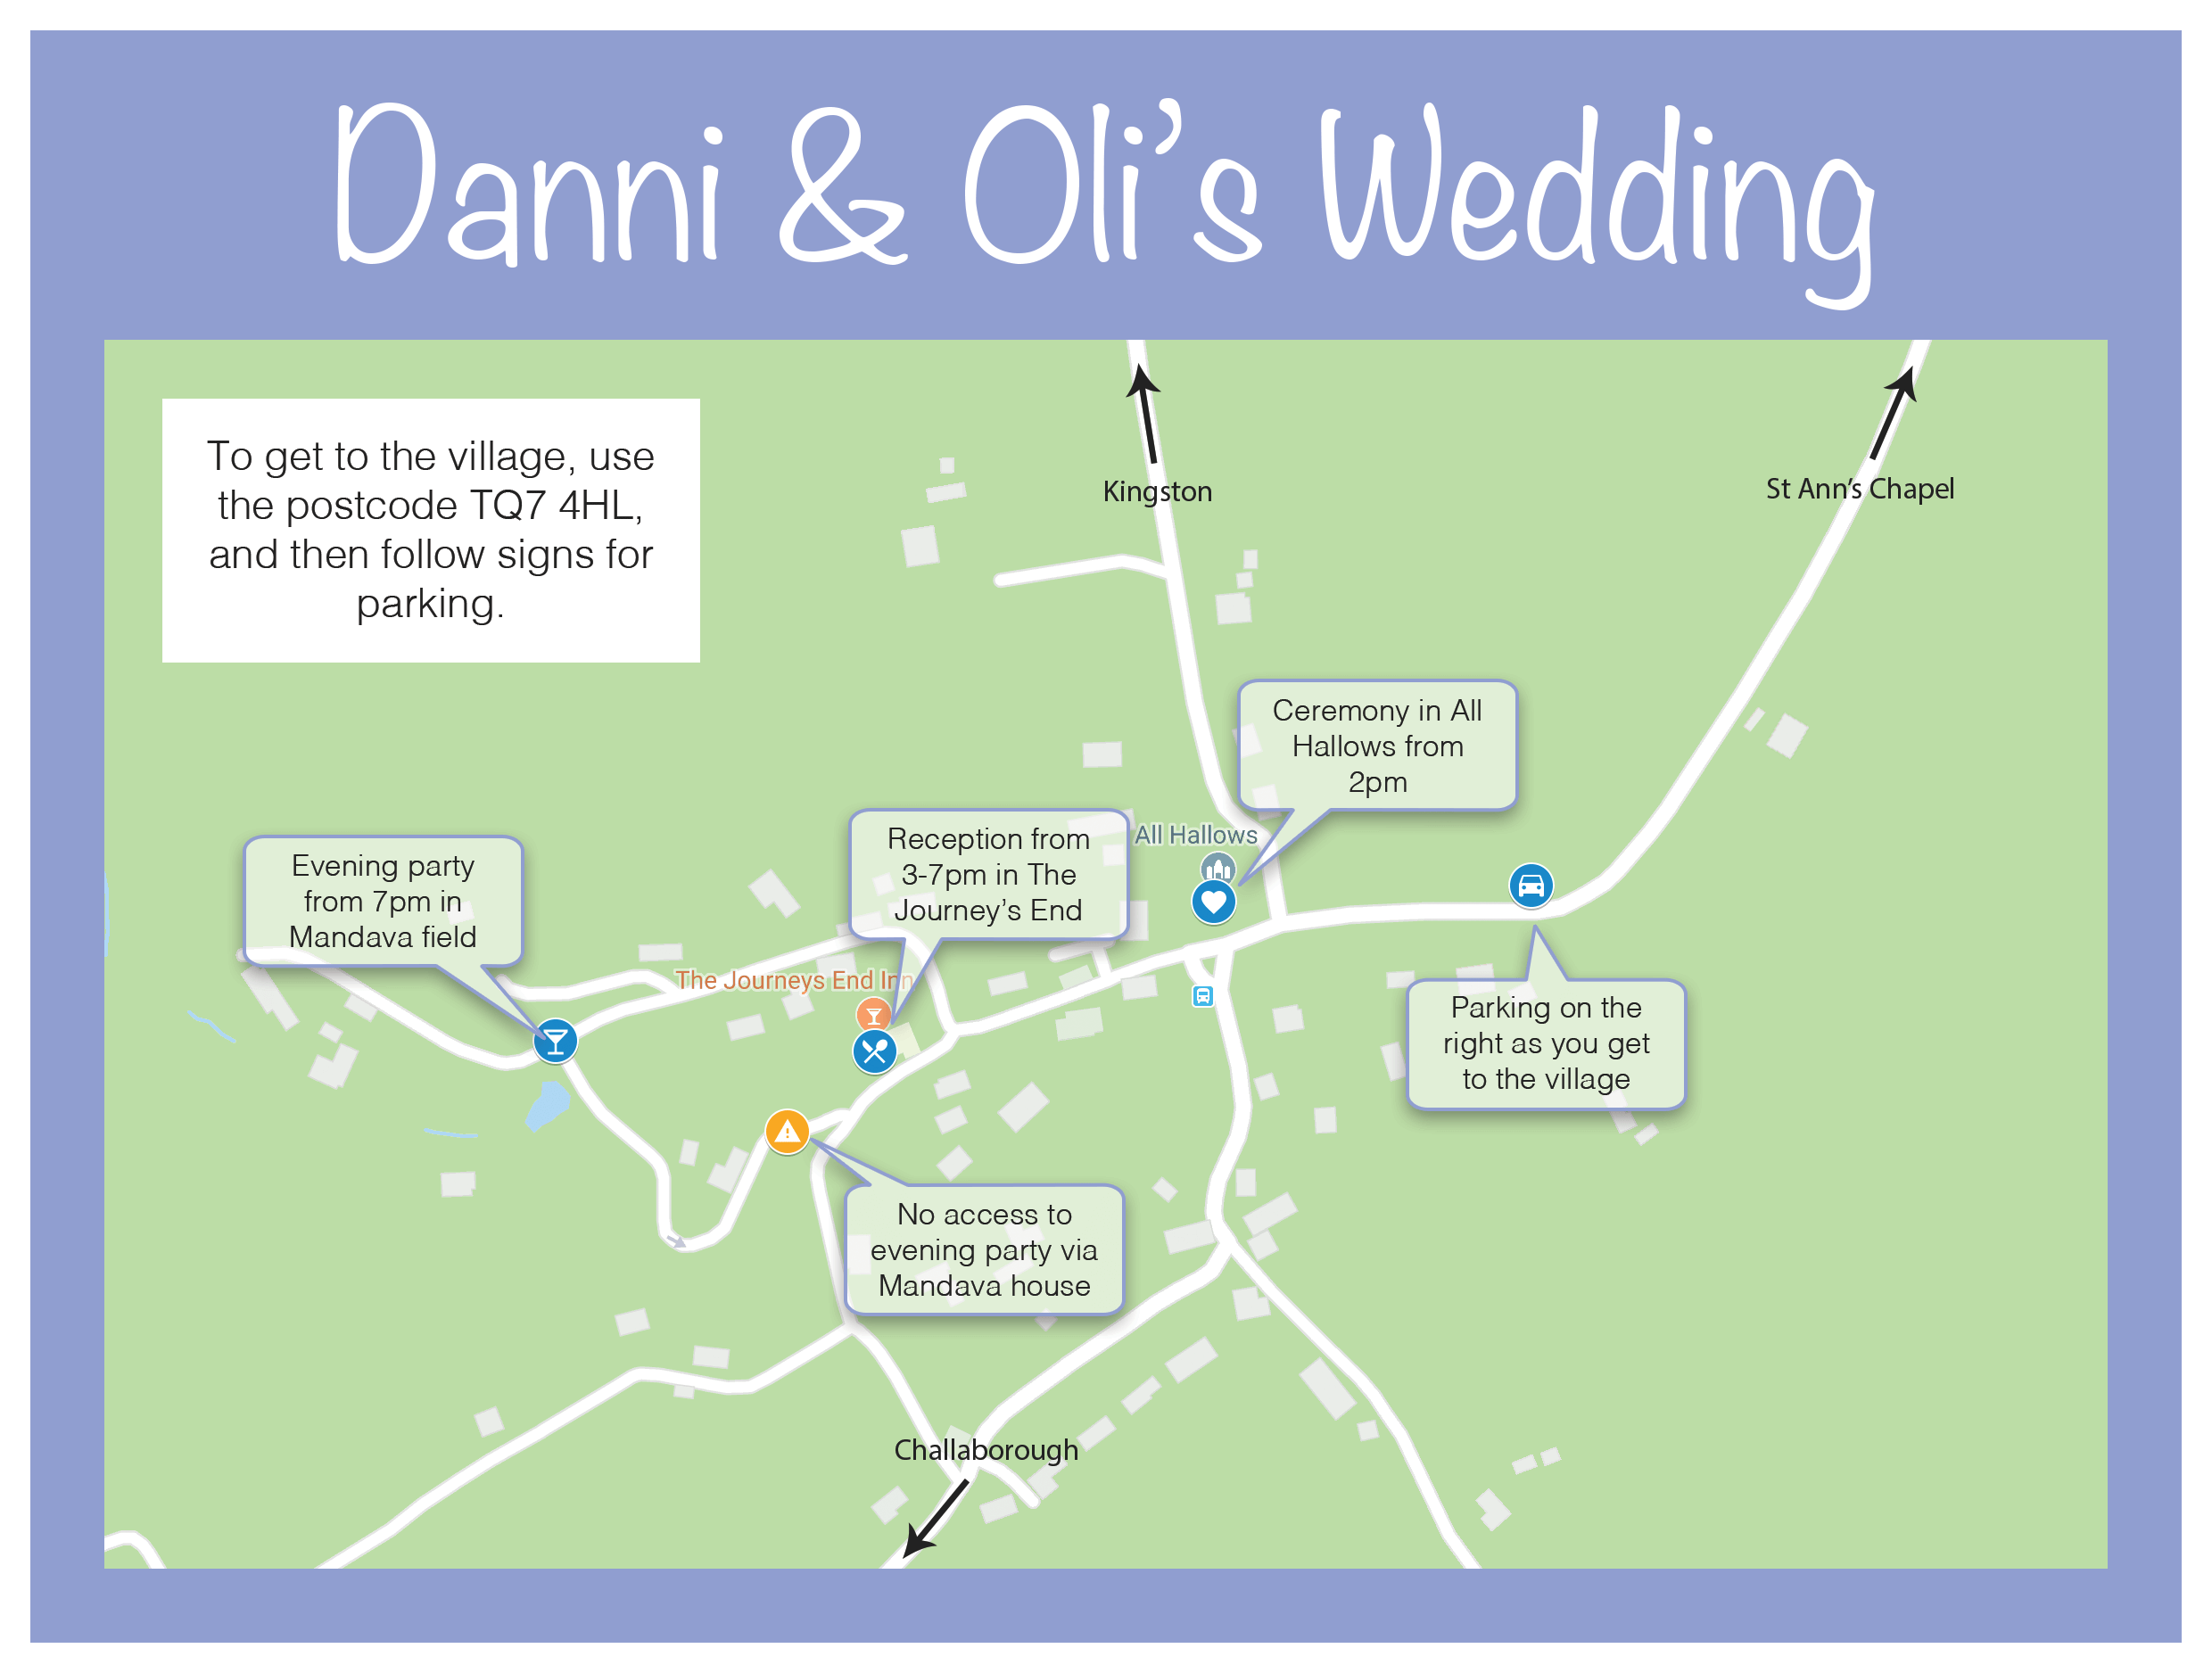 Danni & Oli’s Wedding
To get to the village, use
the postcode TQ7 4HL,
and then follow signs for
parking.
Kingston
St Ann’s Chapel
Ceremony in All
Hallows from
2pm
All Hallows
Reception from
3-7pm in The
Journey’s End
Evening party
from 7pm in
Mandava field
The Journeys End Inn
Parking on the
right as you get
to the village
No access to
evening party via
Mandava house
Challaborough